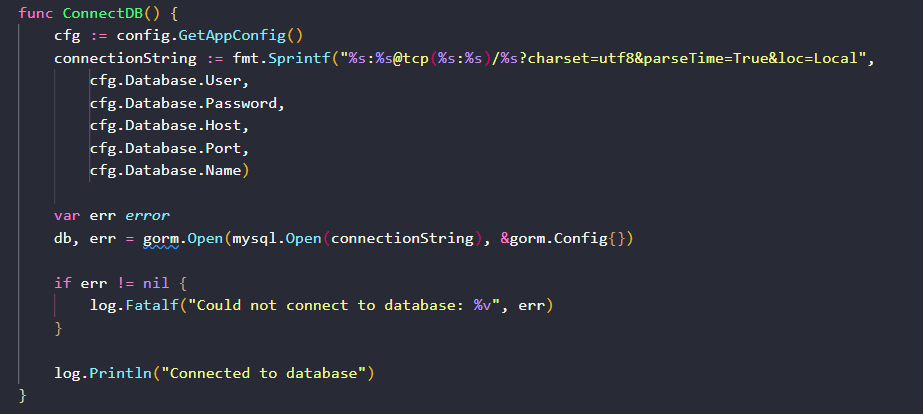 func ConnectDB() {
    cfg := config.GetAppConfig()
    connectionString := fmt.Sprintf("%s:%s@tcp(%s:%s)/%s?charset=utf8&parseTime=True&loc=Local",
        cfg.Database.User,
        cfg.Database.Password,
        cfg.Database.Host,
        cfg.Database.Port,
        cfg.Database.Name)
    var err error
    db, err = gorm.Open(mysql.Open(connectionString), &gorm.Config{})
    if err != nil {
        log.Fatalf("Could not connect to database: %v", err)
    }
    log.Println("Connected to database")
}